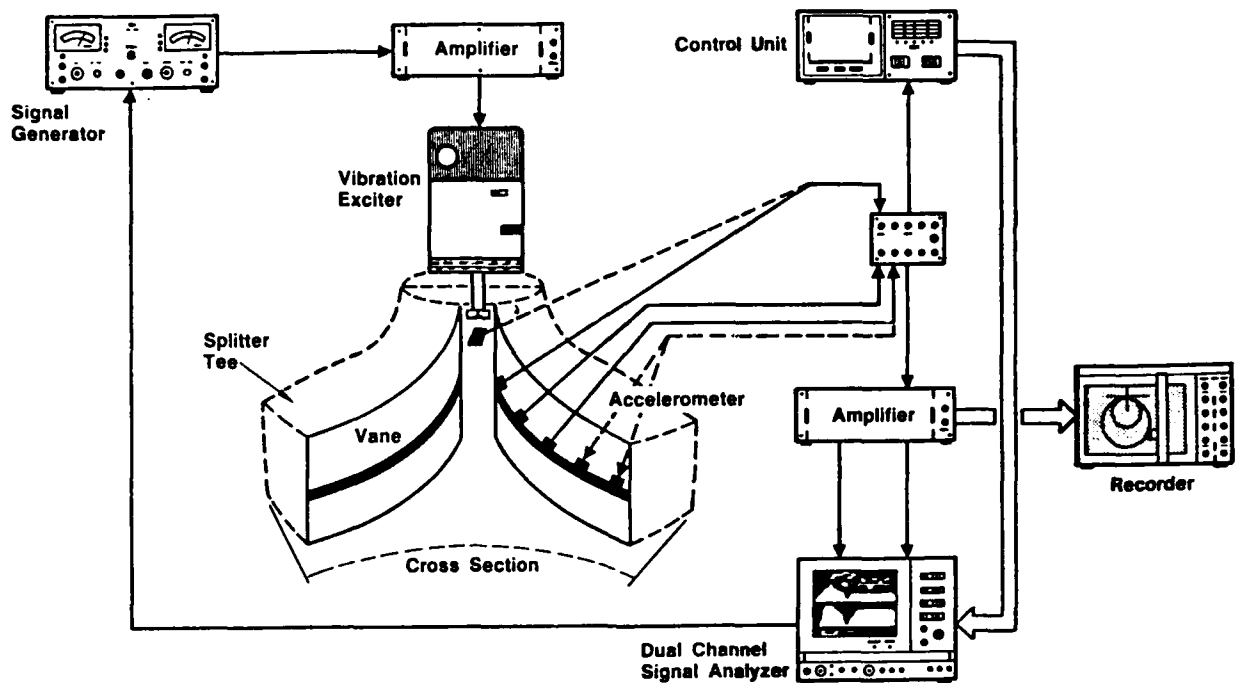 Signal
Generator
Amplifier
Control Unit
Vibration
Exciter
Splitter
Tee
Vane
Accelerometer
Amplifier
Recorder
Cross Section
Dual Channel
Signal Analyzer